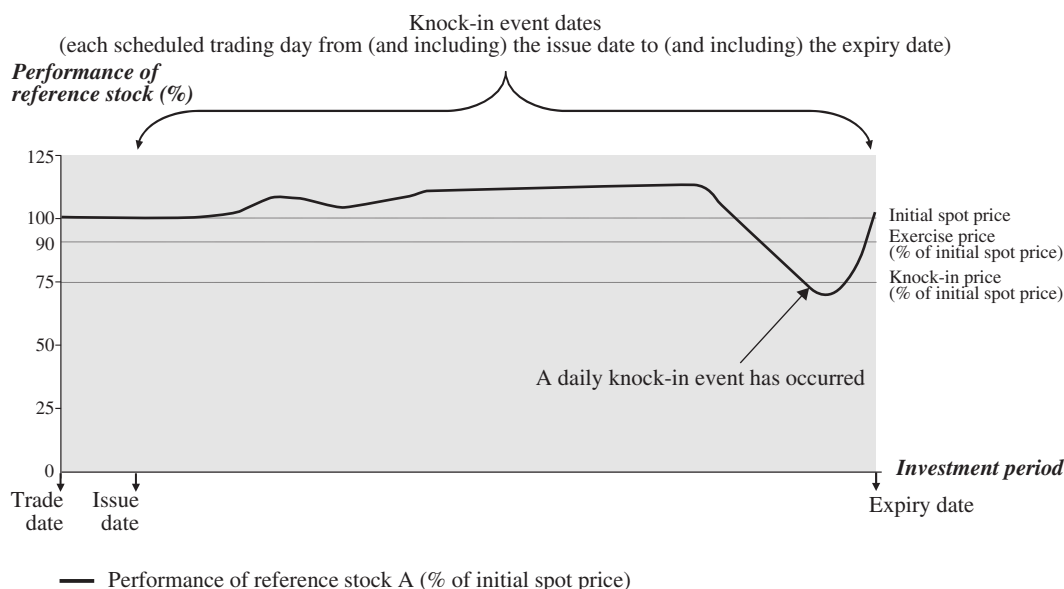 Knock-in event dates
(each scheduled trading day from (and including) the issue date to (and including) the expiry date)
Performance of
reference stock (%)
125
100
90
75
50
25
0
Initial spot price
Exercise price
(% of initial spot price)
Knock-in price
(% of initial spot price)
A daily knock-in event has occurred
Investment period
Trade
date
Issue
date
Expiry date
Performance of reference stock A (% of initial spot price)